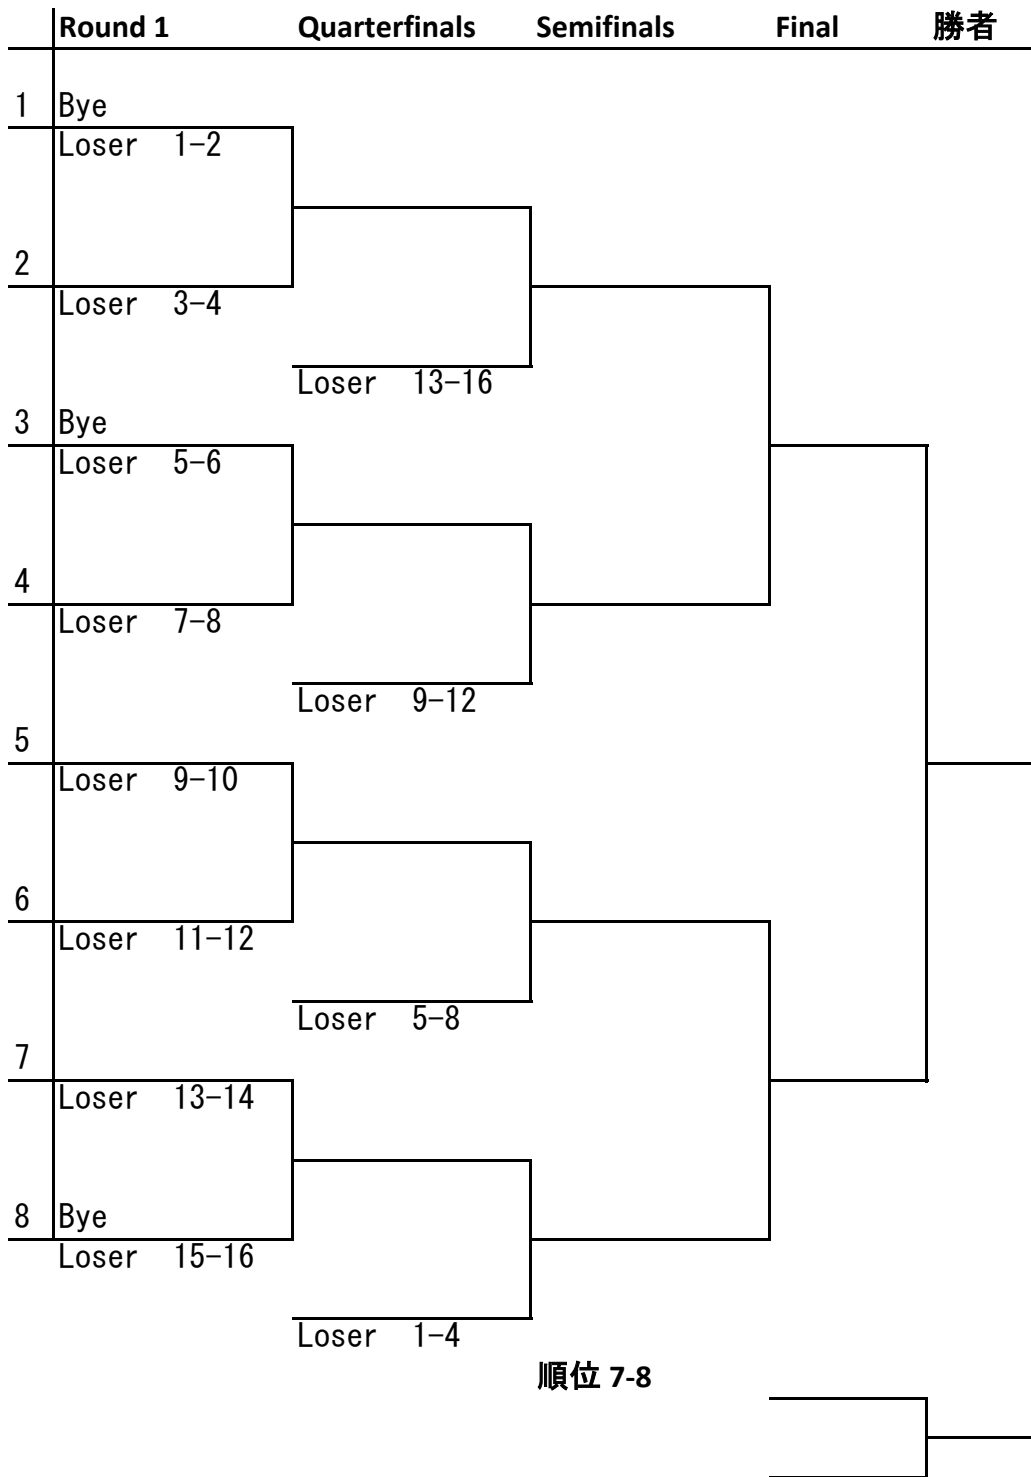 Round 1 Quarterfinals Semifinals Final 勝者
1 Bye
Loser 1-2
2
Loser 3-4
Loser 13-16
3 Bye
Loser 5-6
4
Loser 7-8
Loser 9-12
5
Loser 9-10
6
Loser 11-12
Loser 5-8
7
Loser 13-14
8 Bye
Loser 15-16
Loser 1-4
順位 7-8